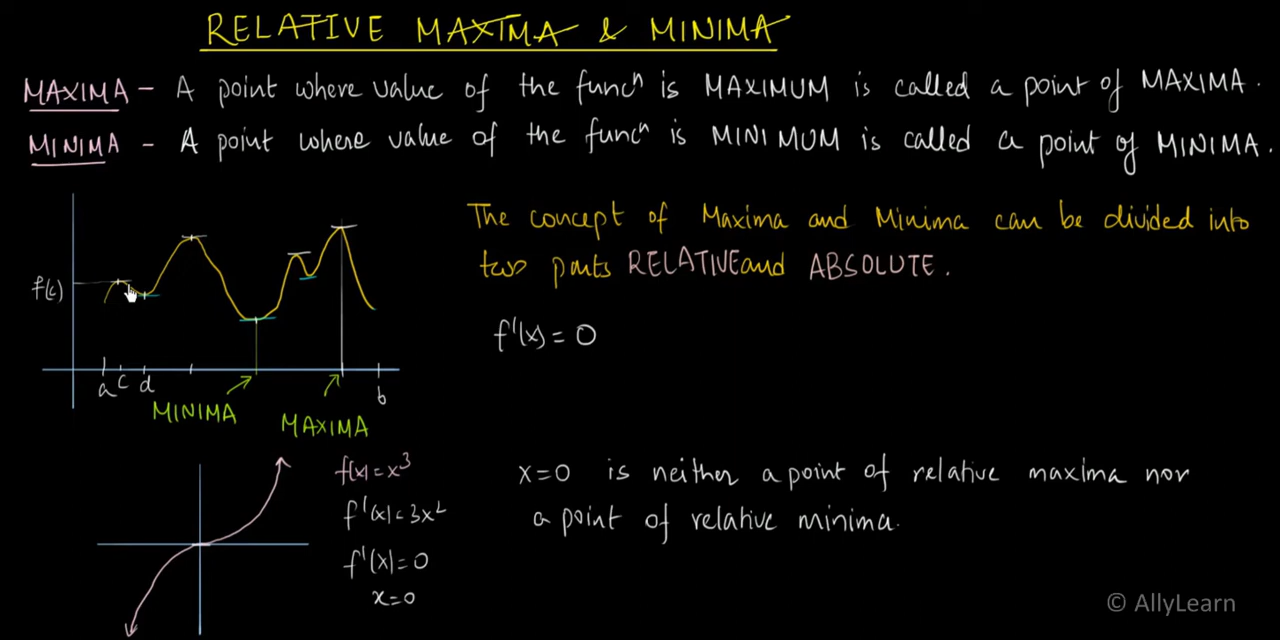 RELATIVE MAXIMA & MINIMA
MAXIMA - A point where value of the funcⁿ is MAXIMUM is called a point of MAXIMA.
MINIMA - A point where value of the funcⁿ is MINIMUM is called a point of MINIMA.
The concept of Maxima and Minima can be divided into
two parts RELATIVE and ABSOLUTE.
f(c)
f'(x) = 0
a c d b
MINIMA
MAXIMA
f(x) = x³
f'(x) = 3x²
f'(x) = 0
x=0
x=0 is neither a point of relative maxima nor
a point of relative minima.
© AllyLearn